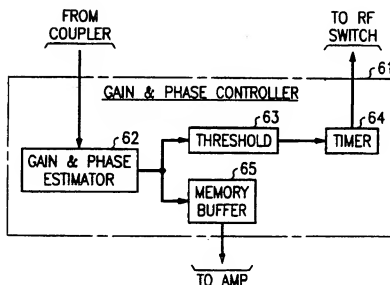 FROM
COUPLER
TO RF
SWITCH
61
GAIN & PHASE CONTROLLER
62
GAIN & PHASE
ESTIMATOR
63
THRESHOLD
64
TIMER
65
MEMORY
BUFFER
TO AMP